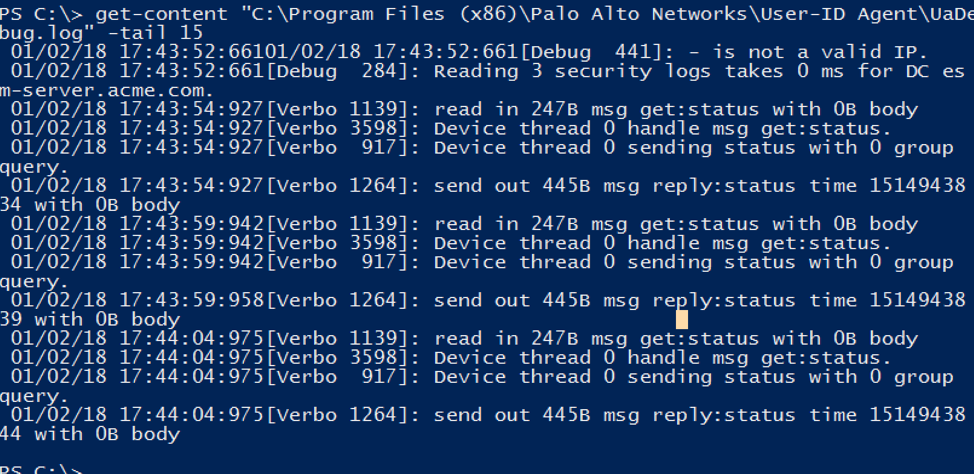 PS C:\> get-content "C:\Program Files (x86)\Palo Alto Networks\User-ID Agent\UaDe
bug.log" -tail 15
01/02/18 17:43:52:66101/02/18 17:43:52:661[Debug  441]: - is not a valid IP.
01/02/18 17:43:52:661[Debug  284]: Reading 3 security logs takes 0 ms for DC es
m-server.acme.com.
01/02/18 17:43:54:927[Verbo 1139]: read in 247B msg get:status with 0B body
01/02/18 17:43:54:927[Verbo 3598]: Device thread 0 handle msg get:status.
01/02/18 17:43:54:927[Verbo  917]: Device thread 0 sending status with 0 group
query.
01/02/18 17:43:54:927[Verbo 1264]: send out 445B msg reply:status time 15149438
34 with 0B body
01/02/18 17:43:59:942[Verbo 1139]: read in 247B msg get:status with 0B body
01/02/18 17:43:59:942[Verbo 3598]: Device thread 0 handle msg get:status.
01/02/18 17:43:59:942[Verbo  917]: Device thread 0 sending status with 0 group
query.
01/02/18 17:43:59:958[Verbo 1264]: send out 445B msg reply:status time 15149438
39 with 0B body
01/02/18 17:44:04:975[Verbo 1139]: read in 247B msg get:status with 0B body
01/02/18 17:44:04:975[Verbo 3598]: Device thread 0 handle msg get:status.
01/02/18 17:44:04:975[Verbo  917]: Device thread 0 sending status with 0 group
query.
01/02/18 17:44:04:975[Verbo 1264]: send out 445B msg reply:status time 15149438
44 with 0B body
PS C:\>